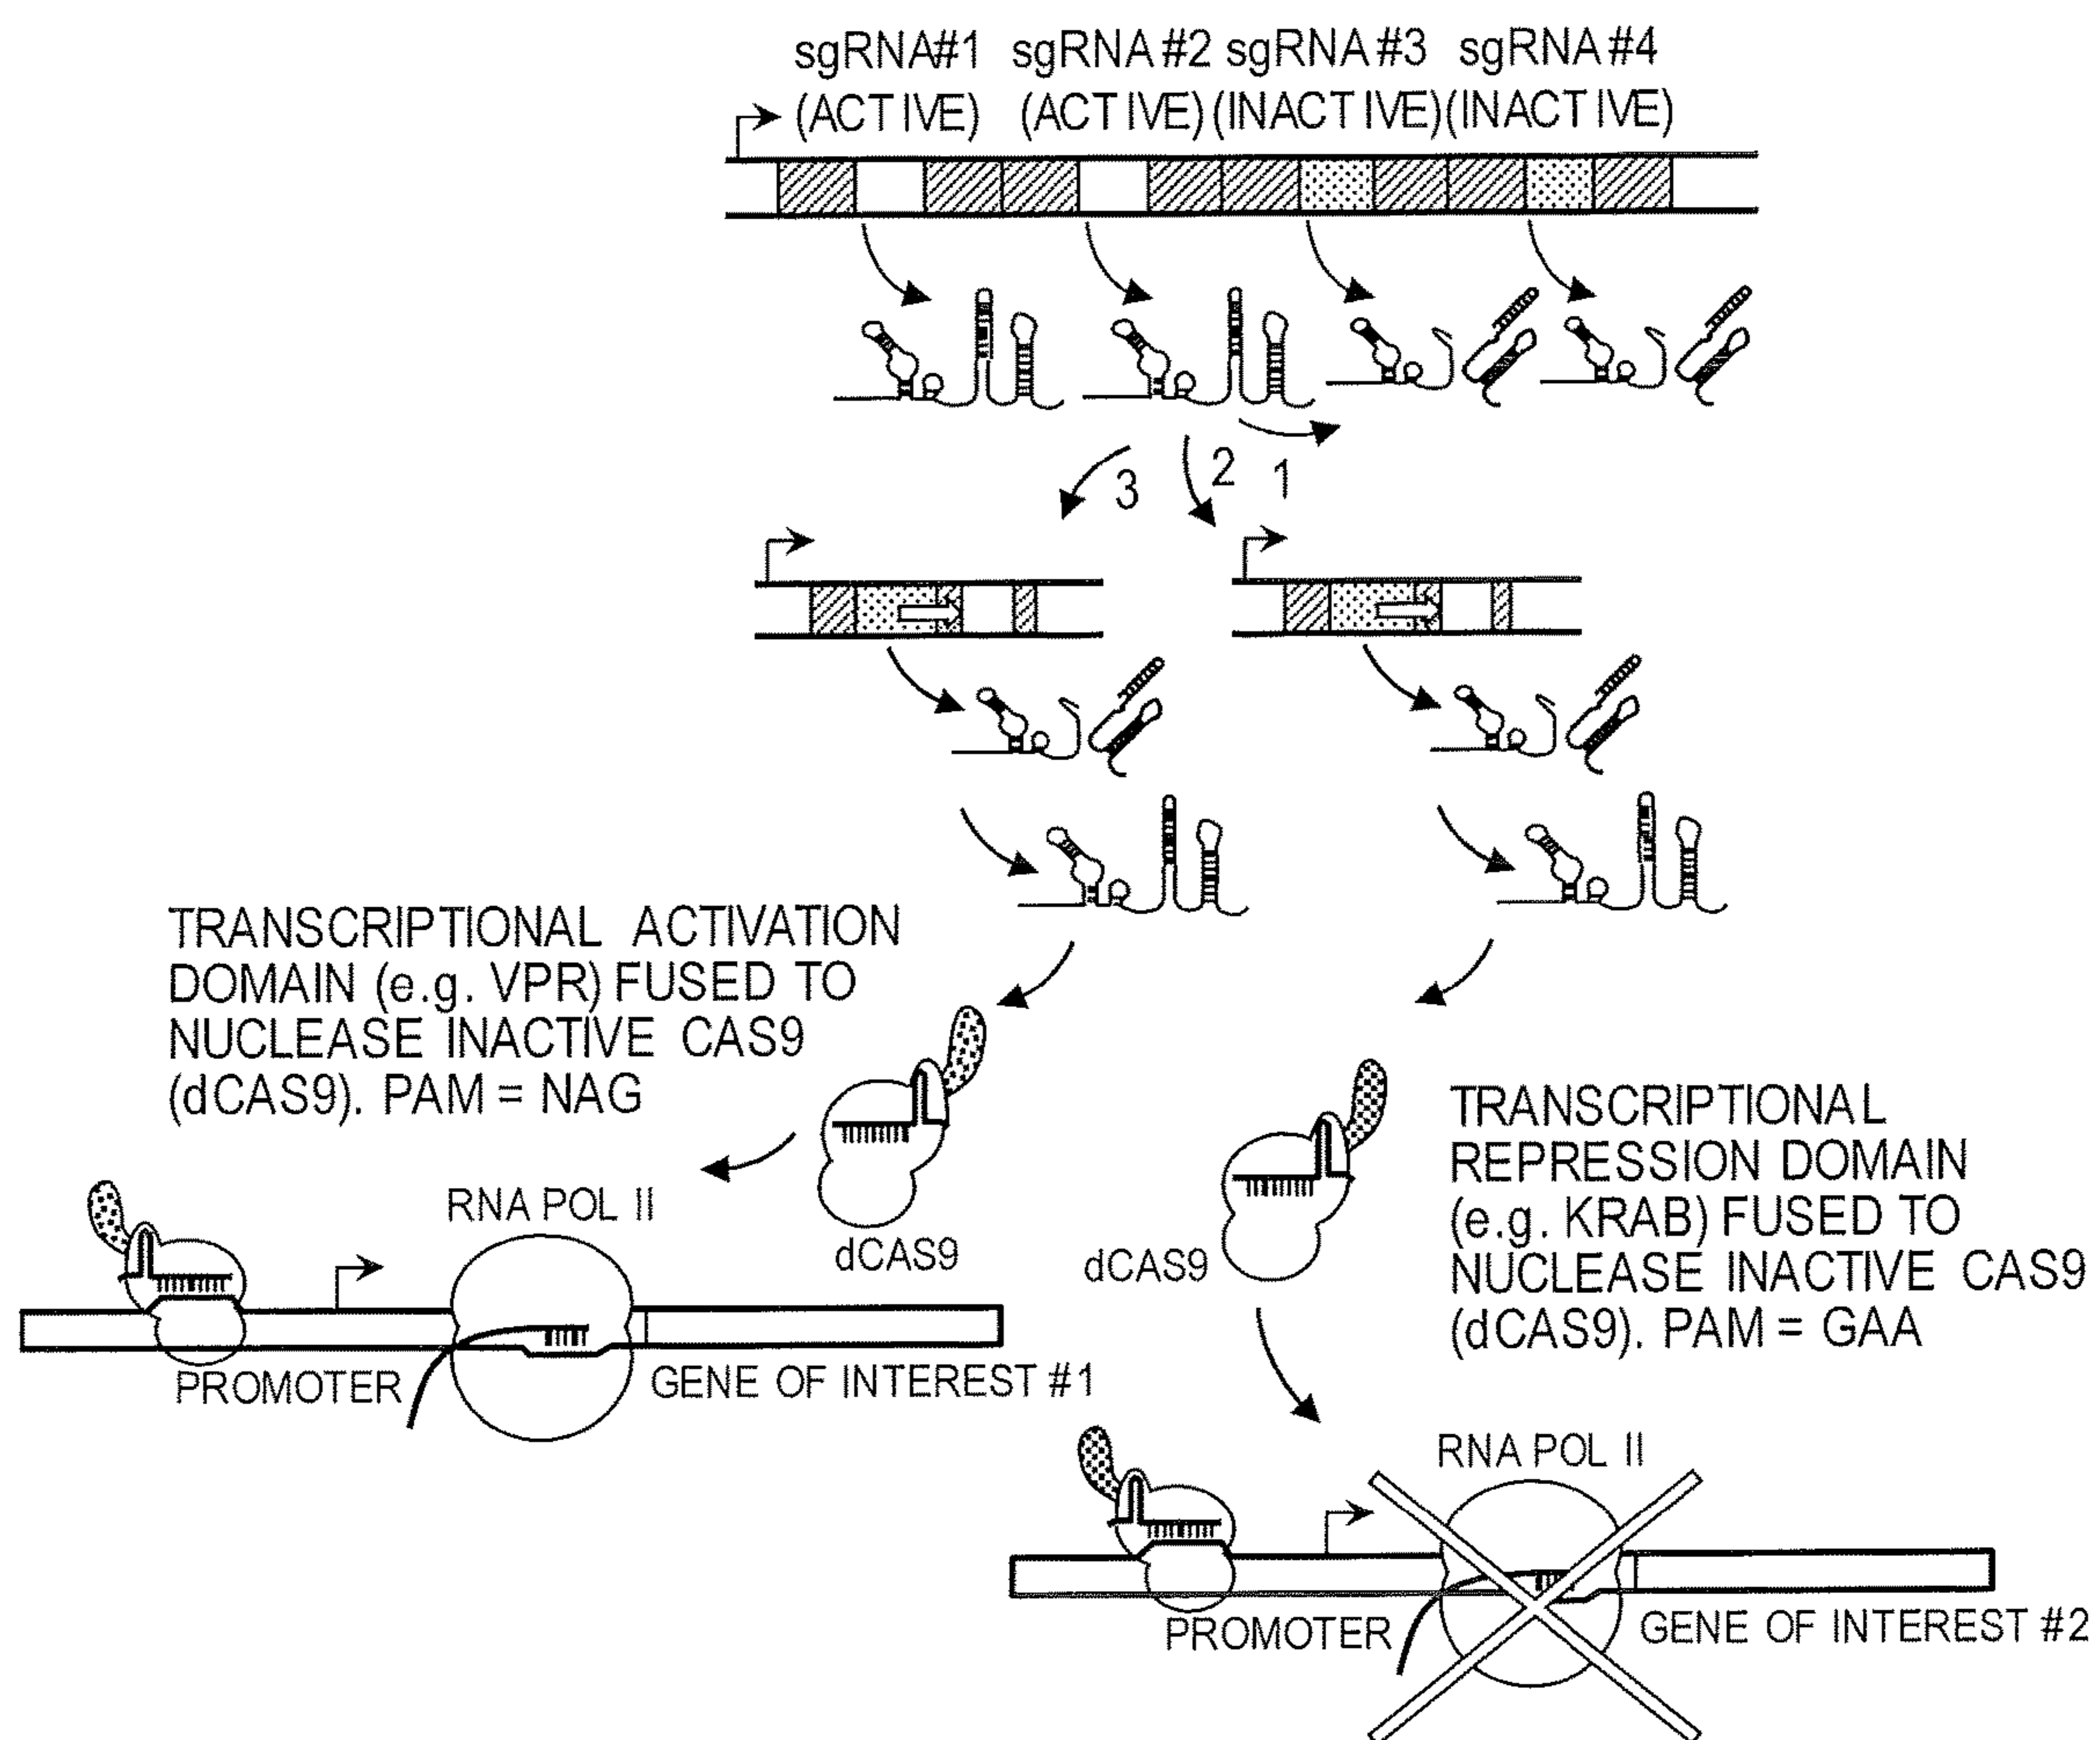 sgRNA#1 sgRNA #2 sgRNA #3 sgRNA #4
(ACTIVE) (ACTIVE) (INACTIVE) (INACTIVE)
3 2 1
TRANSCRIPTIONAL ACTIVATION
DOMAIN (e.g. VPR) FUSED TO
NUCLEASE INACTIVE CAS9
(dCAS9). PAM = NAG
RNA POL II
dCAS9
PROMOTER
GENE OF INTEREST #1
dCAS9
TRANSCRIPTIONAL
REPRESSION DOMAIN
(e.g. KRAB) FUSED TO
NUCLEASE INACTIVE CAS9
(dCAS9). PAM = GAA
RNA POL II
PROMOTER
GENE OF INTEREST #2